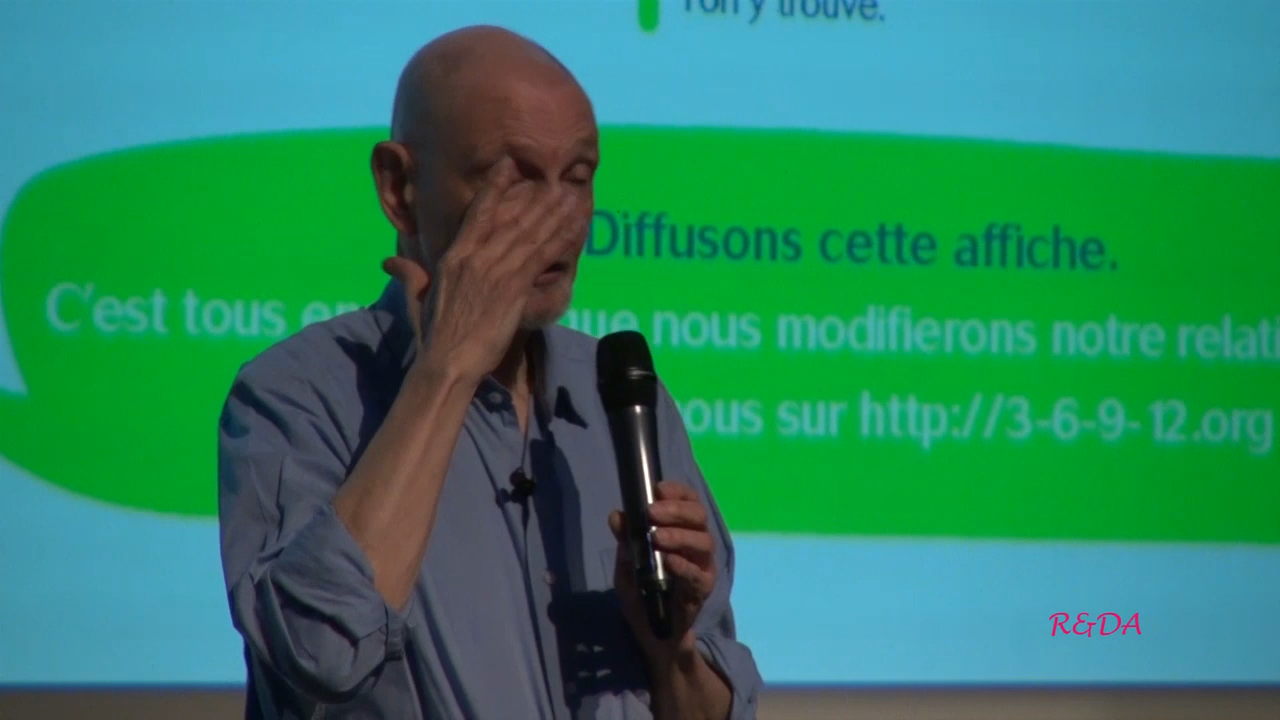 l'on y trouve.
Diffusons cette affiche.
C'est tous que nous modifierons notre relati
ous sur http://3-6-9-12.org
R&DA